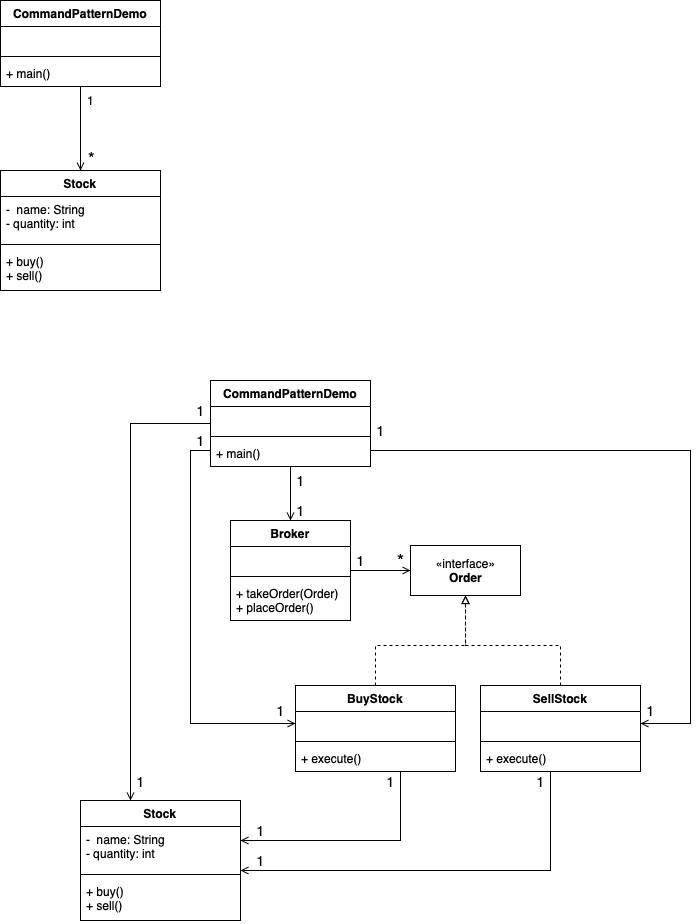 CommandPatternDemo
+ main()
1
*
Stock
-  name: String
- quantity: int
+ buy()
+ sell()
CommandPatternDemo
1
1
1
+ main()
1
1
Broker
1
*
«interface»
Order
+ takeOrder(Order)
+ placeOrder()
BuyStock
SellStock
1
1
+ execute()
+ execute()
1
1
1
Stock
1
-  name: String
- quantity: int
1
+ buy()
+ sell()